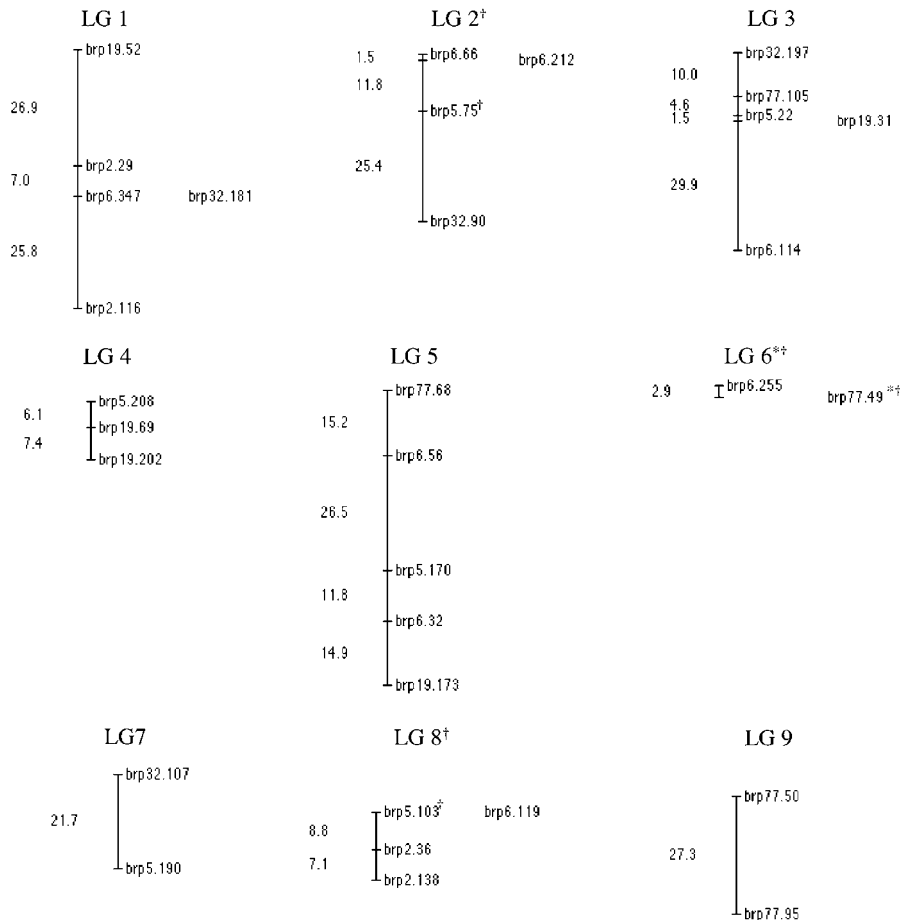 LG 1
brp19.52
26.9
brp2.29
7.0
brp6.347 brp32.181
25.8
brp2.116
LG 2†
brp6.66
1.5 brp6.212
11.8
brp5.75†
25.4
brp32.90
LG 3
brp32.197
10.0
brp77.105
4.6
brp5.22
1.5 brp19.31
29.9
brp6.114
LG 4
brp5.208
6.1
brp19.69
7.4
brp19.202
LG 5
brp77.68
15.2
brp6.56
26.5
brp5.170
11.8
brp6.32
14.9
brp19.173
LG 6*†
brp6.255
2.9 brp77.49*‡
LG7
brp32.107
21.7
brp5.190
LG 8†
brp5.103‡ brp6.119
8.8
brp2.36
7.1
brp2.138
LG 9
brp77.50
27.3
brp77.95